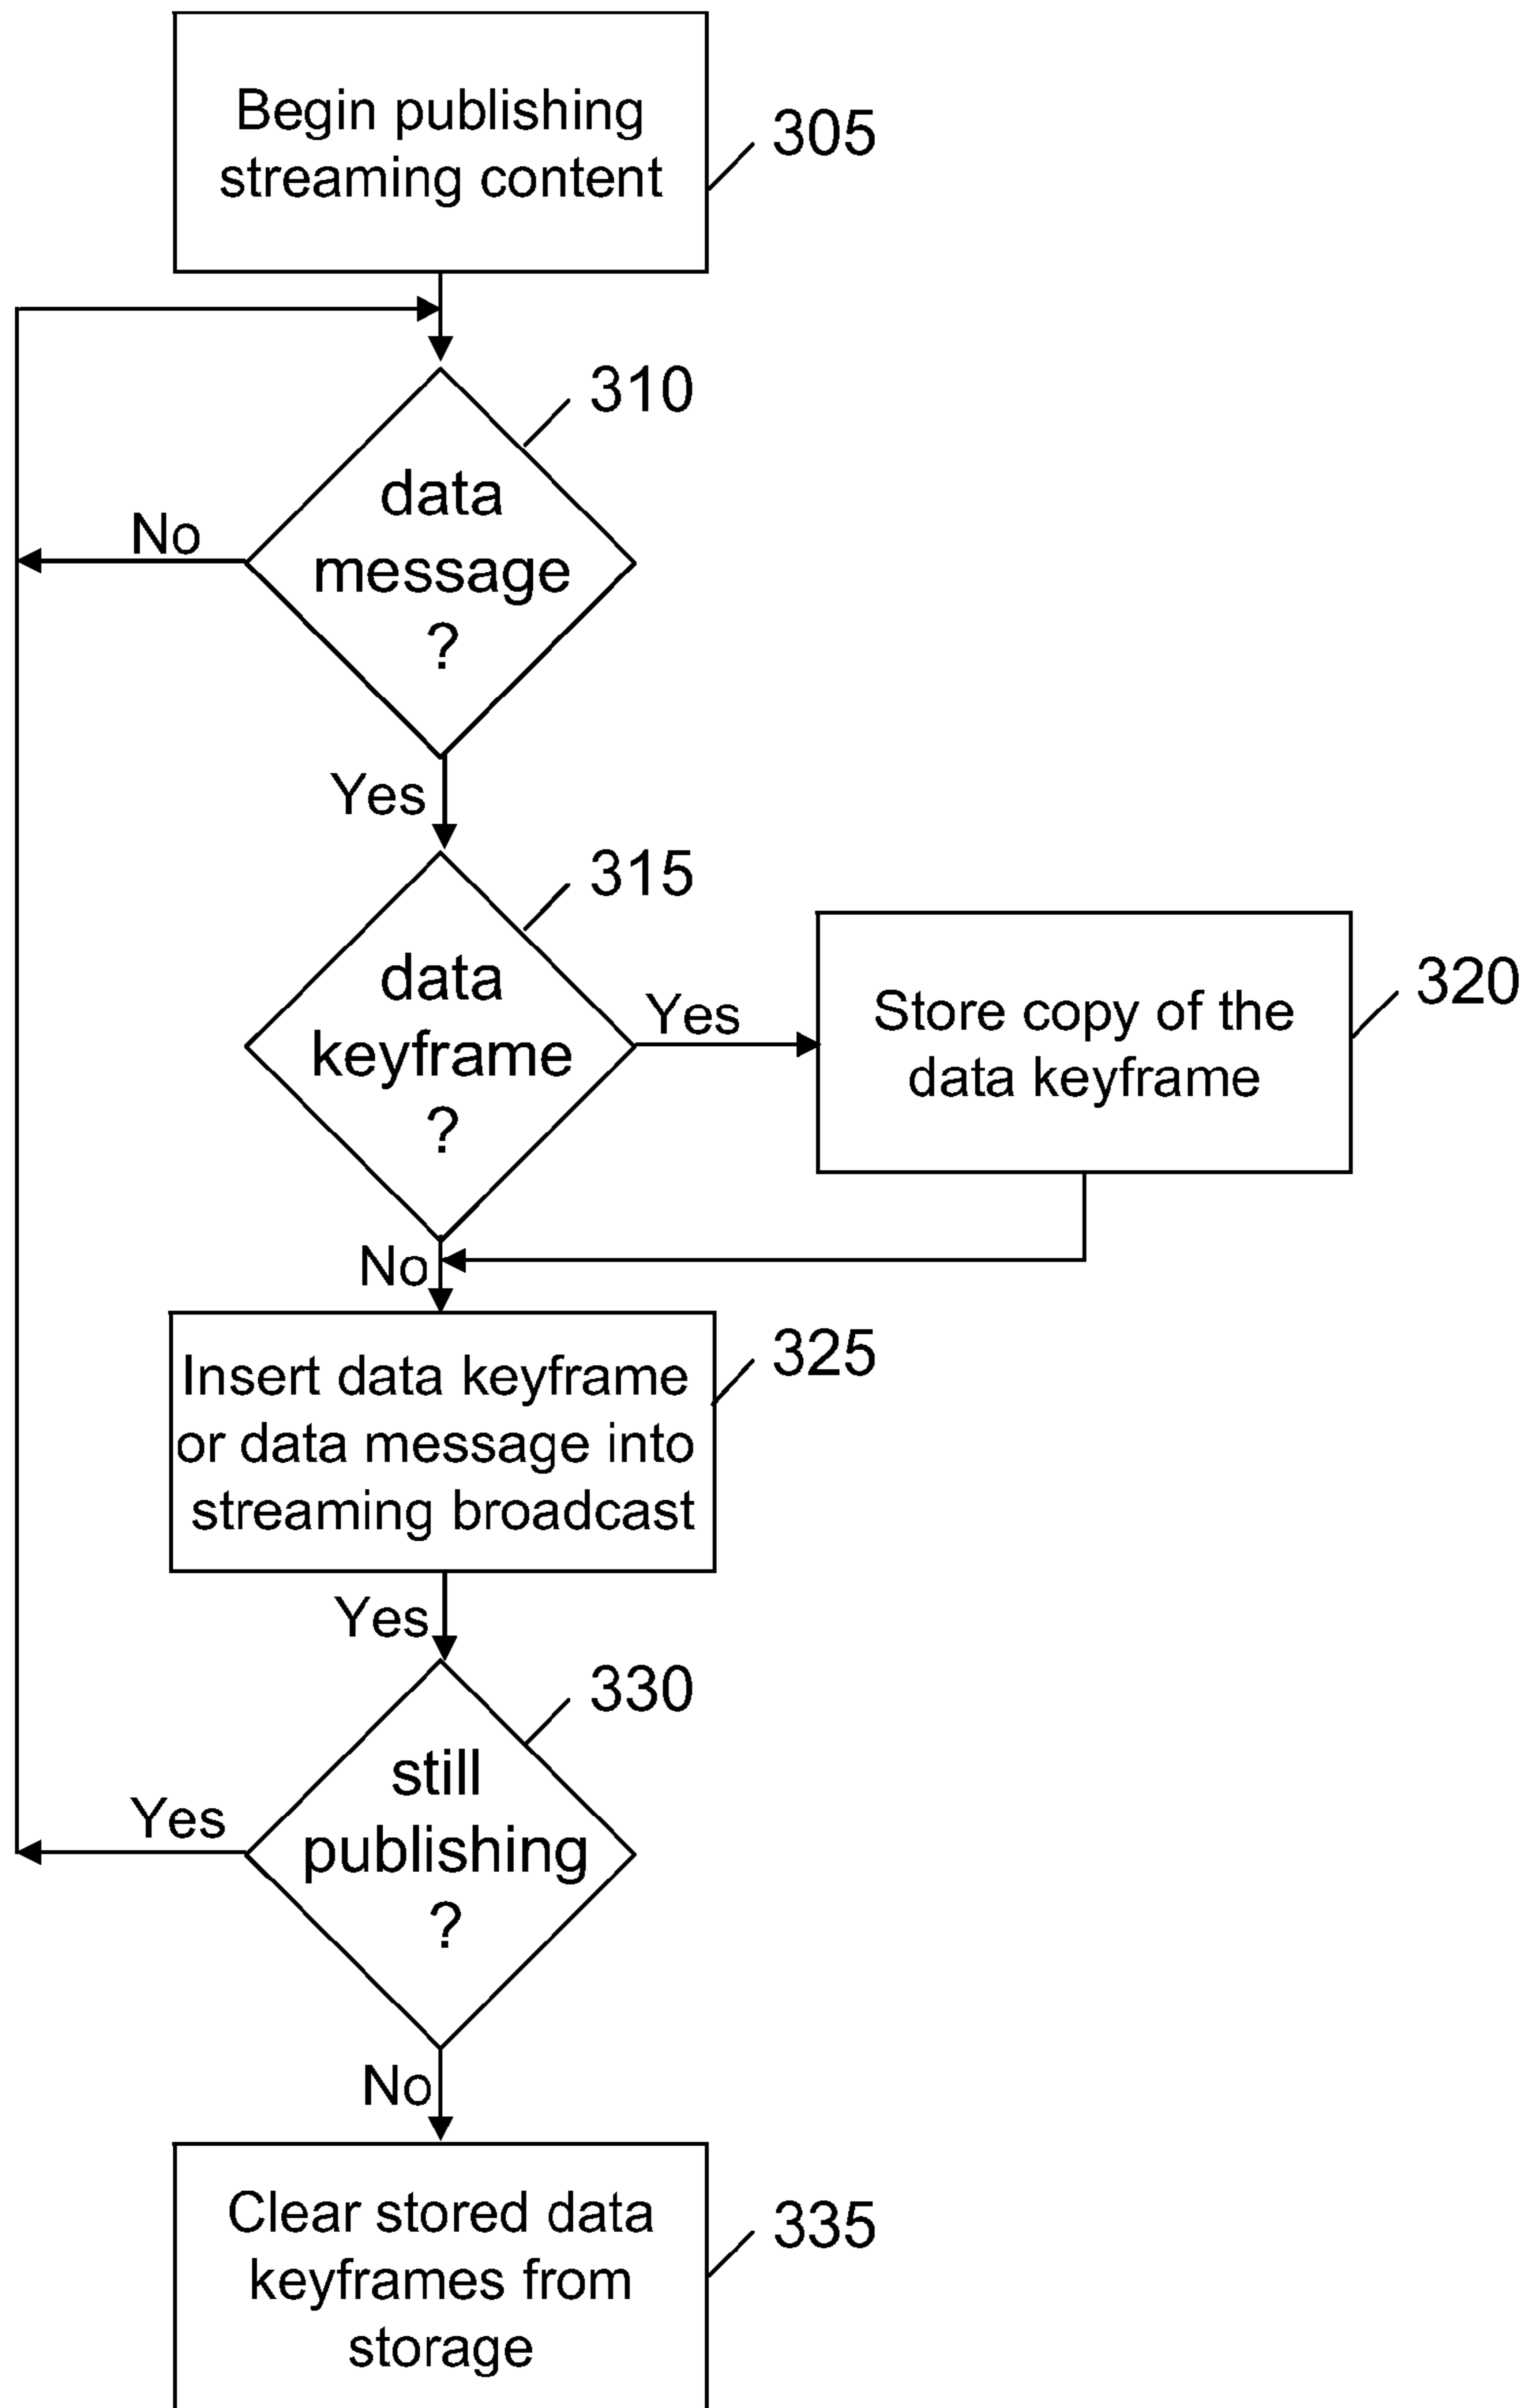 Begin publishing
streaming content
305
310
data
message
?
No
Yes
315
data
keyframe
?
Yes
320
Store copy of the
data keyframe
No
325
Insert data keyframe
or data message into
streaming broadcast
Yes
330
still
publishing
?
Yes
No
335
Clear stored data
keyframes from
storage